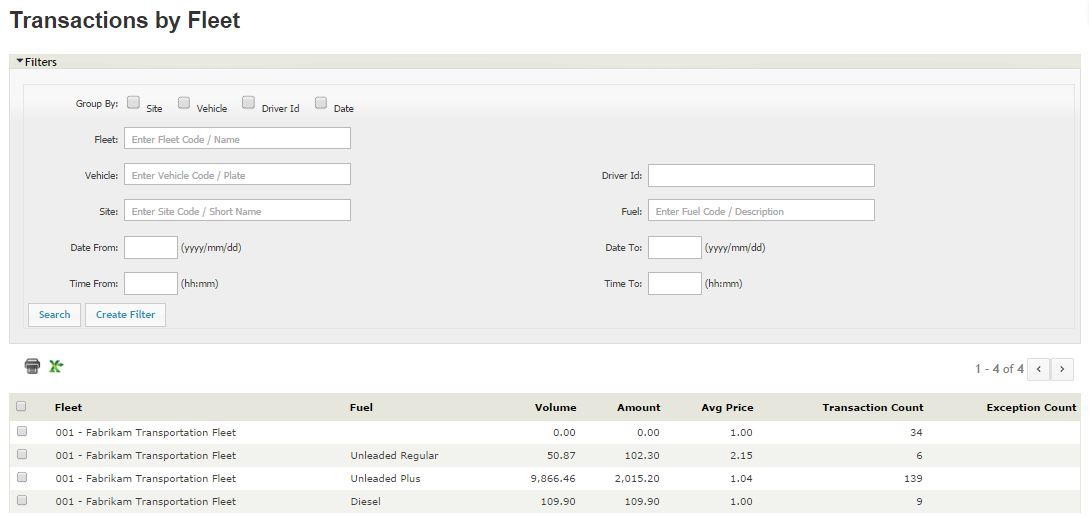 Transactions by Fleet
Filters
Group By: Site Vehicle Driver Id Date
Fleet: Enter Fleet Code / Name
Vehicle: Enter Vehicle Code / Plate Driver Id:
Site: Enter Site Code / Short Name Fuel: Enter Fuel Code / Description
Date From: (yyyy/mm/dd) Date To: (yyyy/mm/dd)
Time From: (hh:mm) Time To: (hh:mm)
Search Create Filter
1 - 4 of 4 < >
Fleet Fuel Volume Amount Avg Price Transaction Count Exception Count
001 - Fabrikam Transportation Fleet 0.00 0.00 1.00 34
001 - Fabrikam Transportation Fleet Unleaded Regular 50.87 102.30 2.15 6
001 - Fabrikam Transportation Fleet Unleaded Plus 9,866.46 2,015.20 1.04 139
001 - Fabrikam Transportation Fleet Diesel 109.90 109.90 1.00 9